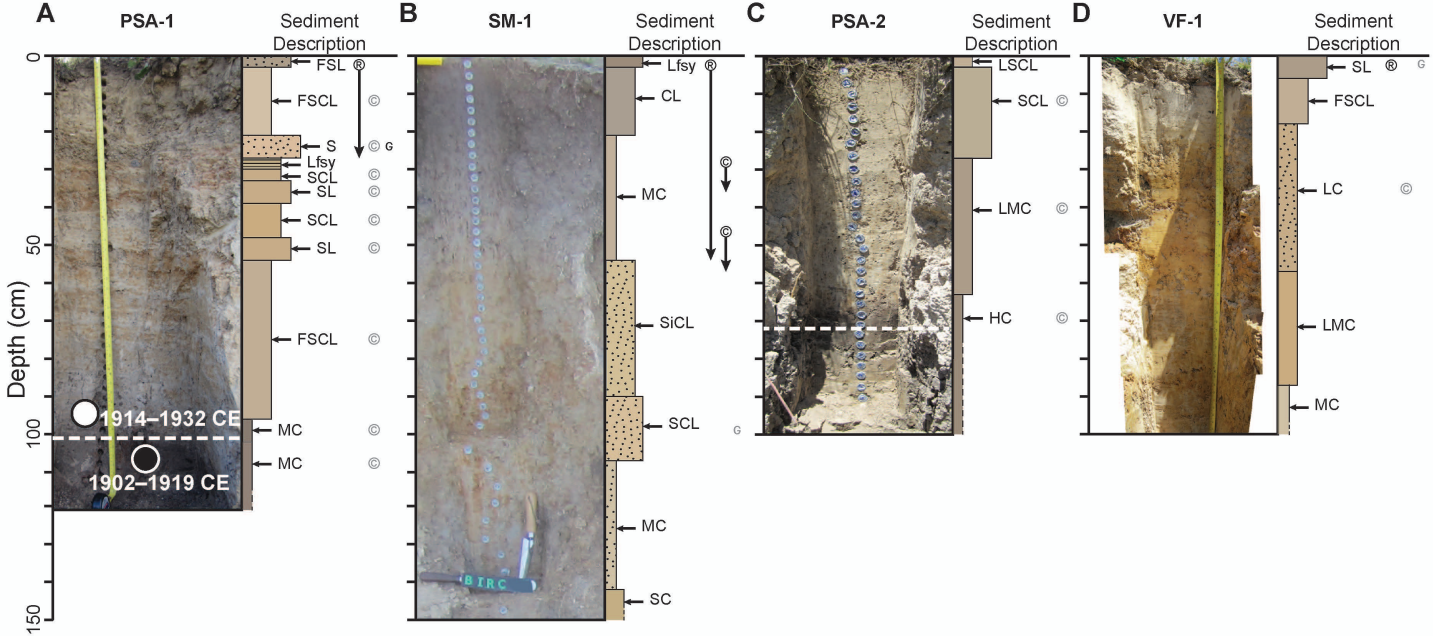 A PSA-1 Sediment Description
B SM-1 Sediment Description
C PSA-2 Sediment Description
D VF-1 Sediment Description
Depth (cm)
0
50
100
150
FSL Ⓡ
FSCL ©
S © G
Lfsy
SCL ©
SL ©
SCL ©
SL ©
FSCL ©
1914–1932 CE
MC ©
1902–1919 CE
MC ©
Lfsy Ⓡ
CL
©
MC
©
SiCL
SCL G
MC
BIRC
SC
LSCL
SCL ©
LMC ©
HC ©
SL Ⓡ G
FSCL
LC ©
LMC
MC